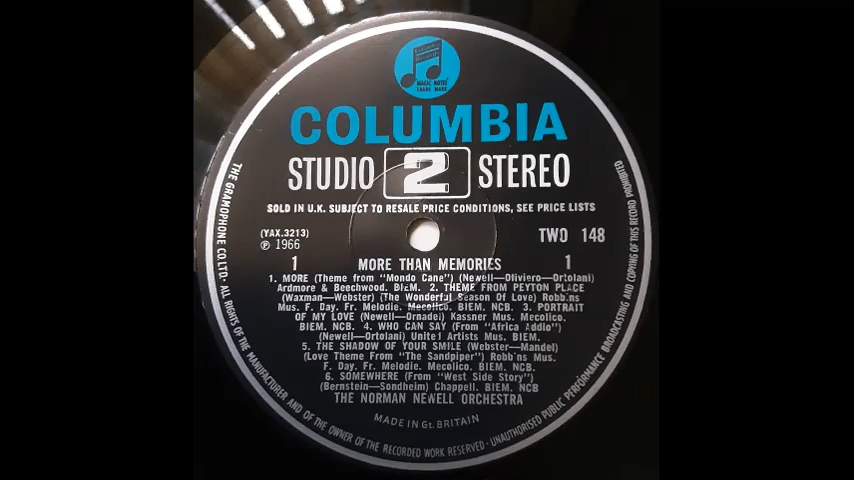 MAGIC NOTES
TRADE MARK
COLUMBIA
STUDIO 2 STEREO
SOLD IN U.K. SUBJECT TO RESALE PRICE CONDITIONS, SEE PRICE LISTS
(YAX.3213)
℗ 1966
TWO 148
1 MORE THAN MEMORIES 1
1. MORE (Theme from "Mondo Cane") (Newell—Oliviero—Ortolani)
Ardmore & Beechwood. BIEM. 2. THEME FROM PEYTON PLACE
(Waxman—Webster) (The Wonderful Season Of Love) Robbins
Mus. F. Day. Fr. Melodie. Mecolico. BIEM. NCB. 3. PORTRAIT
OF MY LOVE (Newell—Ornadel) Kassner Mus. Mecolico.
BIEM. NCB. 4. WHO CAN SAY (From "Africa Addio")
(Newell—Ortolani) United Artists Mus. BIEM.
5. THE SHADOW OF YOUR SMILE (Webster—Mandel)
(Love Theme From "The Sandpiper") Robbins Mus.
F. Day. Fr. Melodie. Mecolico. BIEM. NCB.
6. SOMEWHERE (From "West Side Story")
(Bernstein—Sondheim) Chappell. BIEM. NCB
THE NORMAN NEWELL ORCHESTRA
MADE IN Gt. BRITAIN
THE GRAMOPHONE CO. LTD. · ALL RIGHTS OF THE MANUFACTURER AND OF THE OWNER OF THE RECORDED WORK RESERVED · UNAUTHORISED PUBLIC PERFORMANCE BROADCASTING AND COPYING OF THIS RECORD PROHIBITED